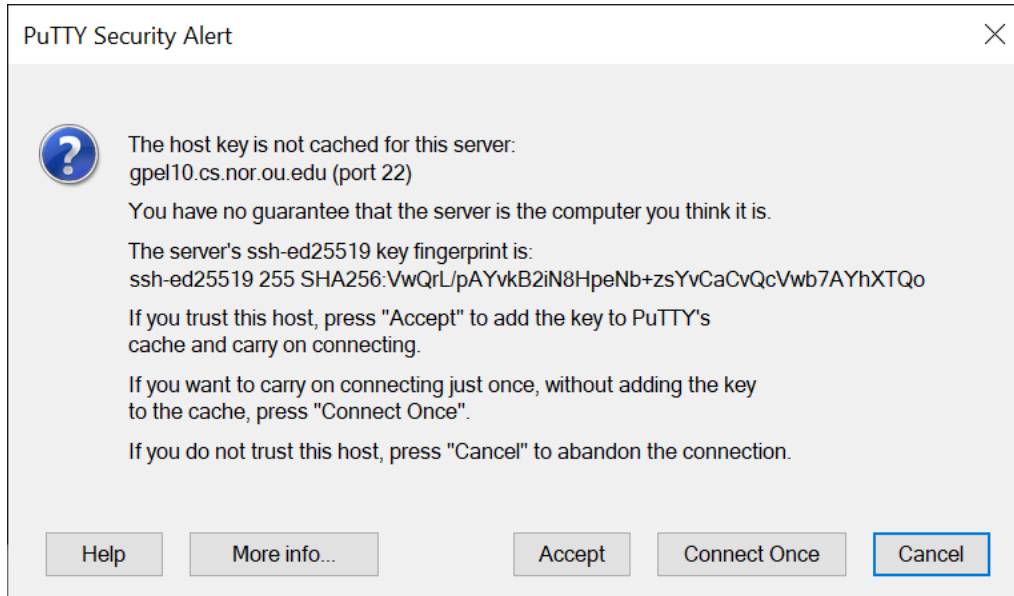 PuTTY Security Alert
The host key is not cached for this server:
gpel10.cs.nor.ou.edu (port 22)
You have no guarantee that the server is the computer you think it is.
The server's ssh-ed25519 key fingerprint is:
ssh-ed25519 255 SHA256:VwQrL/pAYvkB2iN8HpeNb+zsYvCaCvQcVwb7AYhXTQo
If you trust this host, press "Accept" to add the key to PuTTY's
cache and carry on connecting.
If you want to carry on connecting just once, without adding the key
to the cache, press "Connect Once".
If you do not trust this host, press "Cancel" to abandon the connection.
Help More info... Accept Connect Once Cancel